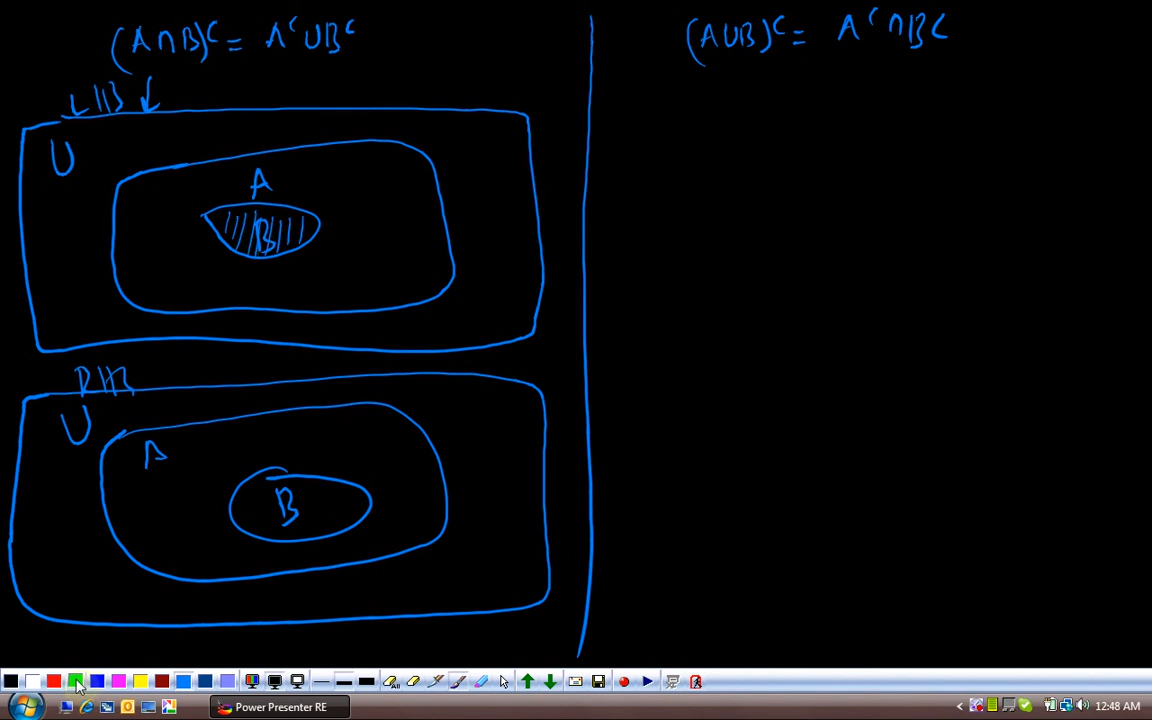 (A∩B)ᶜ = Aᶜ∪Bᶜ
(A∪B)ᶜ = Aᶜ∩Bᶜ
LHS ↓
U
A
B
RHS
U
A
B
Power Presenter RE
12:48 AM